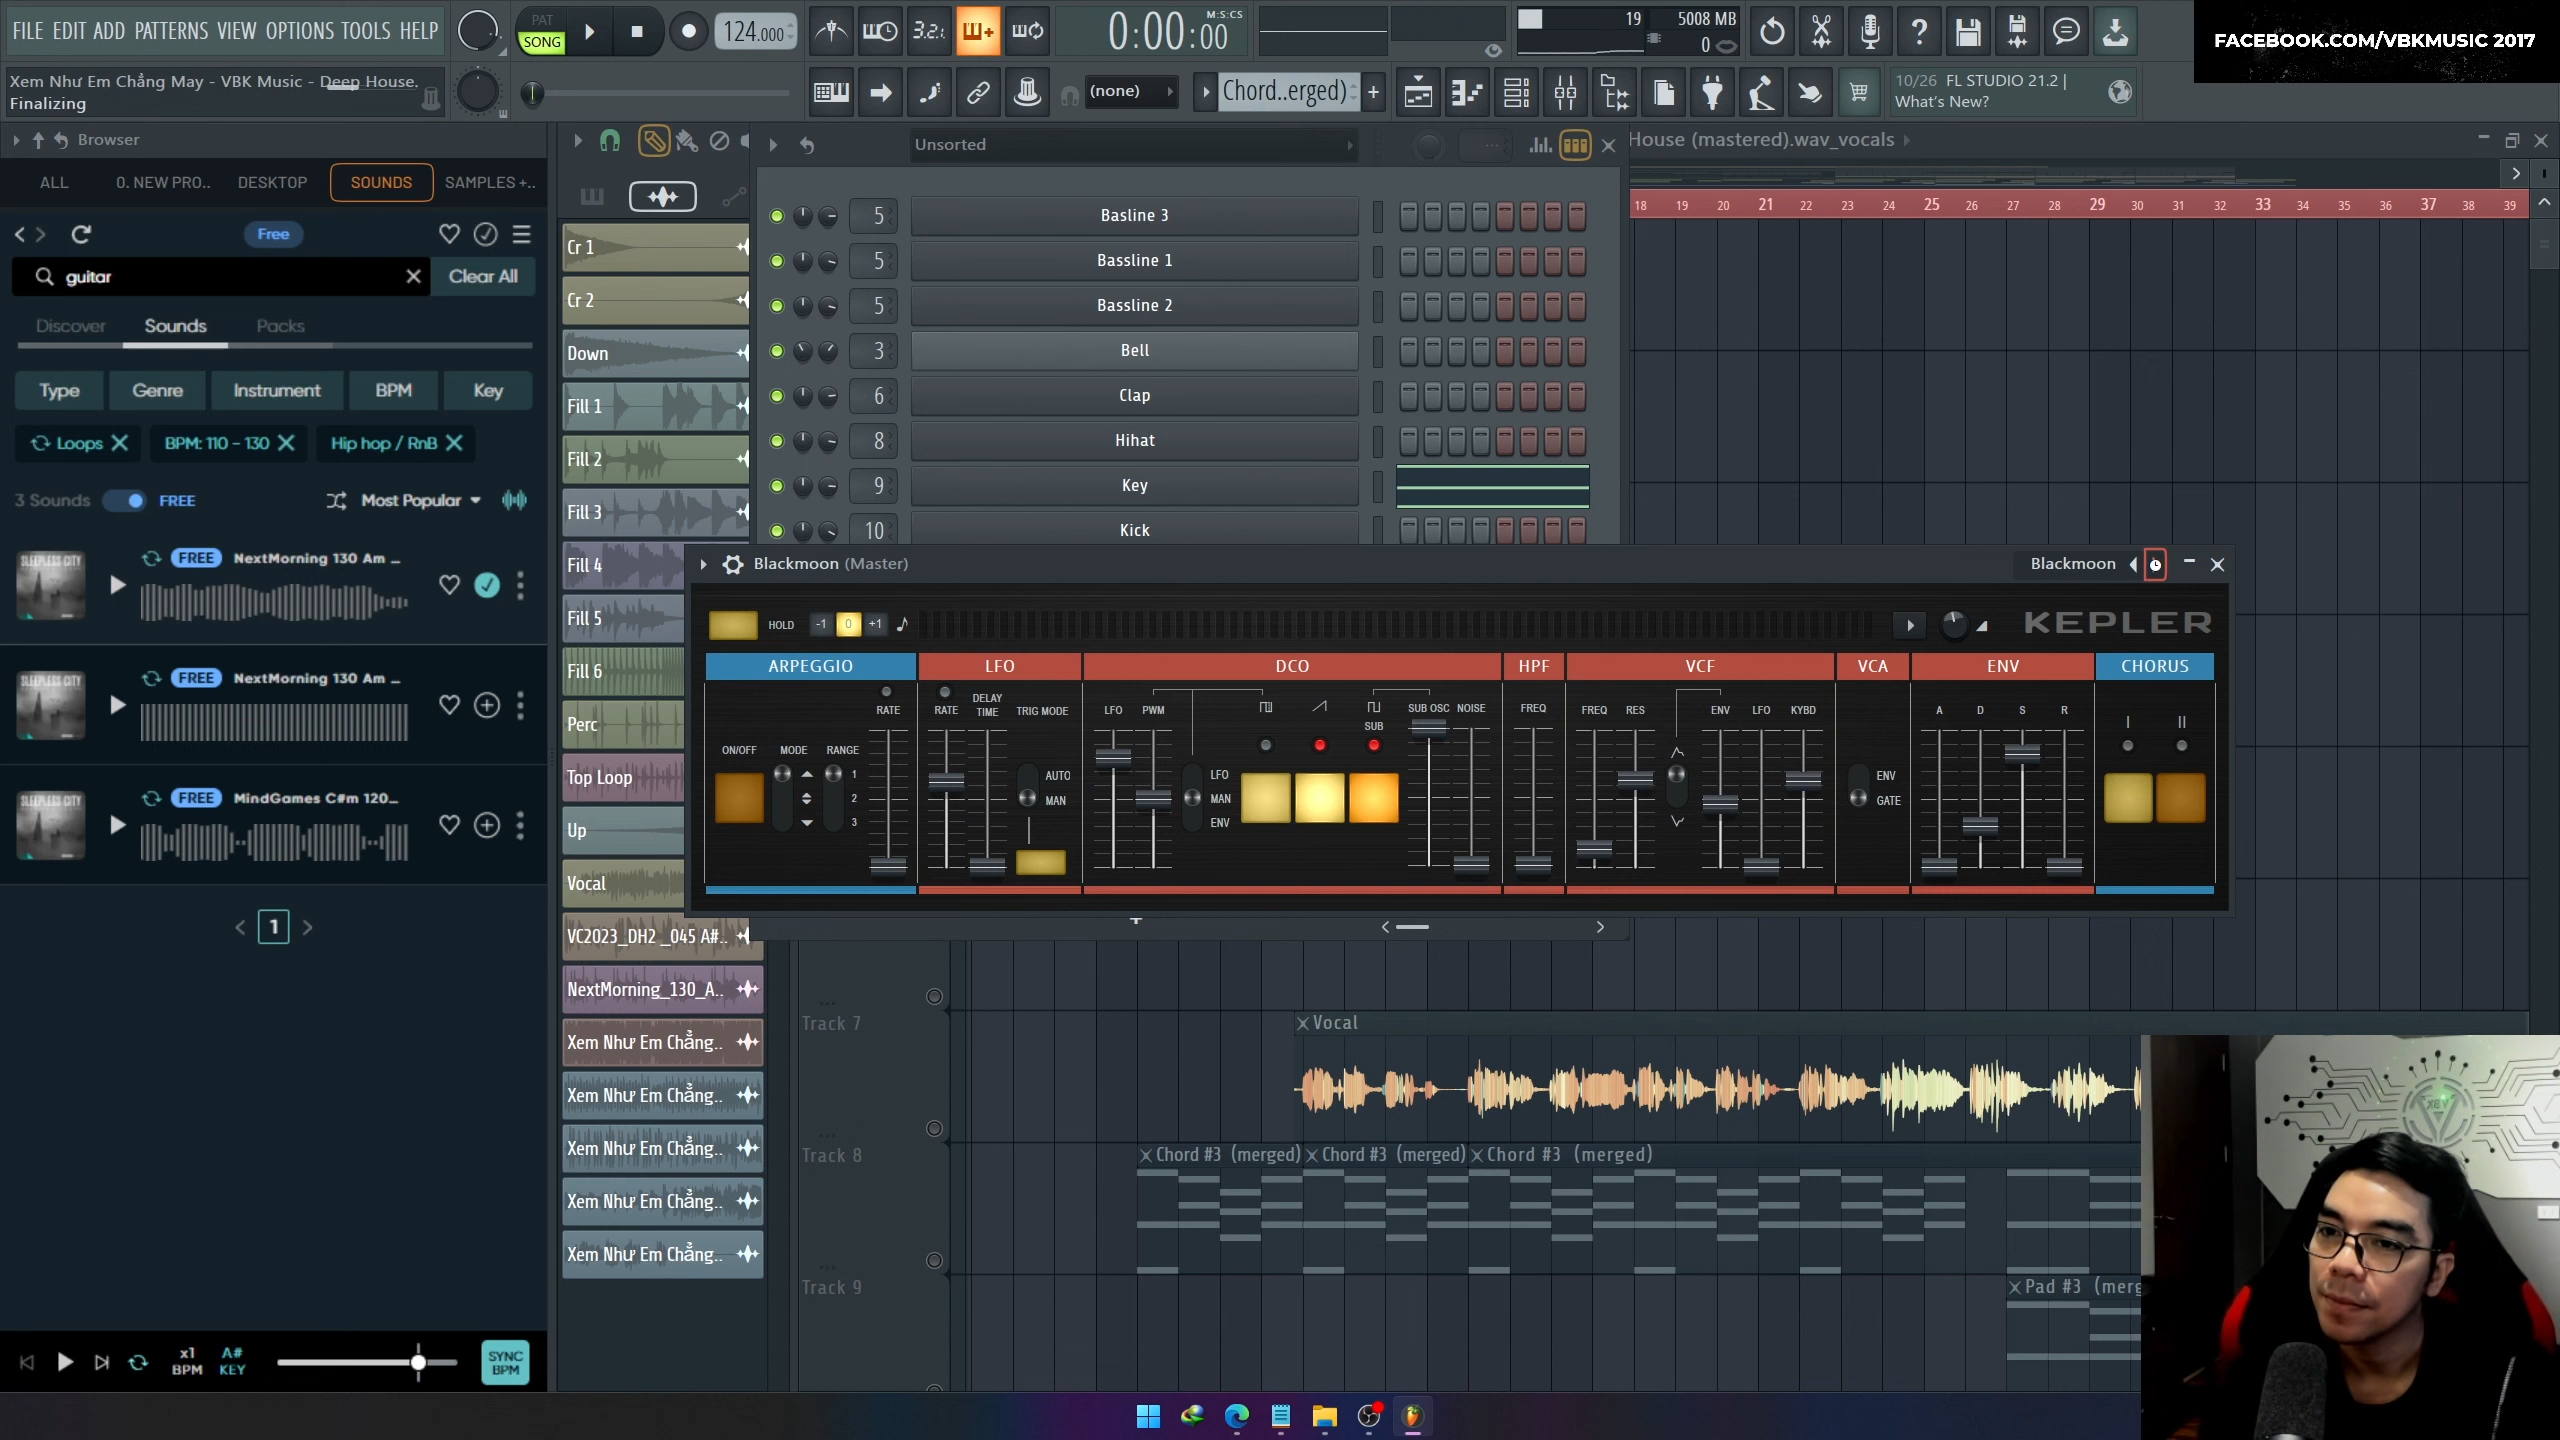 FILE EDIT ADD PATTERNS VIEW OPTIONS TOOLS HELP
PAT
SONG
124.000
3.2.1
0:00:00
M:S:CS
19
5008 MB
0
FACEBOOK.COM/VBKMUSIC 2017
Xem Như Em Chẳng May - VBK Music - Deep House.
Finalizing
(none)
Chord..erged)
10/26 FL STUDIO 21.2 |
What's New?
Browser
ALL
0. NEW PRO..
DESKTOP
SOUNDS
SAMPLES +..
Free
guitar
Clear All
Discover
Sounds
Packs
Type
Genre
Instrument
BPM
Key
Loops
BPM: 110 - 130
Hip hop / RnB
3 Sounds
FREE
Most Popular
SLEEPLESS CITY
FREE
NextMorning 130 Am ...
SLEEPLESS CITY
FREE
NextMorning 130 Am ...
SLEEPLESS CITY
FREE
MindGames C#m 120...
1
x1
BPM
A#
KEY
SYNC
BPM
Cr 1
Cr 2
Down
Fill 1
Fill 2
Fill 3
Fill 4
Fill 5
Fill 6
Perc
Top Loop
Up
Vocal
VC2023_DH2 _045 A#..
NextMorning_130_A..
Xem Như Em Chẳng..
Xem Như Em Chẳng..
Xem Như Em Chẳng..
Xem Như Em Chẳng..
Xem Như Em Chẳng..
Unsorted
5
Basline 3
5
Bassline 1
5
Bassline 2
3
Bell
6
Clap
8
Hihat
9
Key
10
Kick
House (mastered).wav_vocals
18 19 20 21 22 23 24 25 26 27 28 29 30 31 32 33 34 35 36 37 38 39
Blackmoon (Master)
Blackmoon
HOLD
-1 0 +1
KEPLER
ARPEGGIO
LFO
DCO
HPF
VCF
VCA
ENV
CHORUS
ON/OFF
MODE
RANGE
1
2
3
RATE
RATE
DELAY
TIME
TRIG MODE
AUTO
MAN
LFO
PWM
LFO
MAN
ENV
SUB
SUB OSC
NOISE
FREQ
FREQ
RES
ENV
LFO
KYBD
ENV
GATE
A
D
S
R
I
II
Track 7
Vocal
Track 8
Chord #3 (merged)
Chord #3 (merged)
Chord #3 (merged)
Track 9
Pad #3 (merg